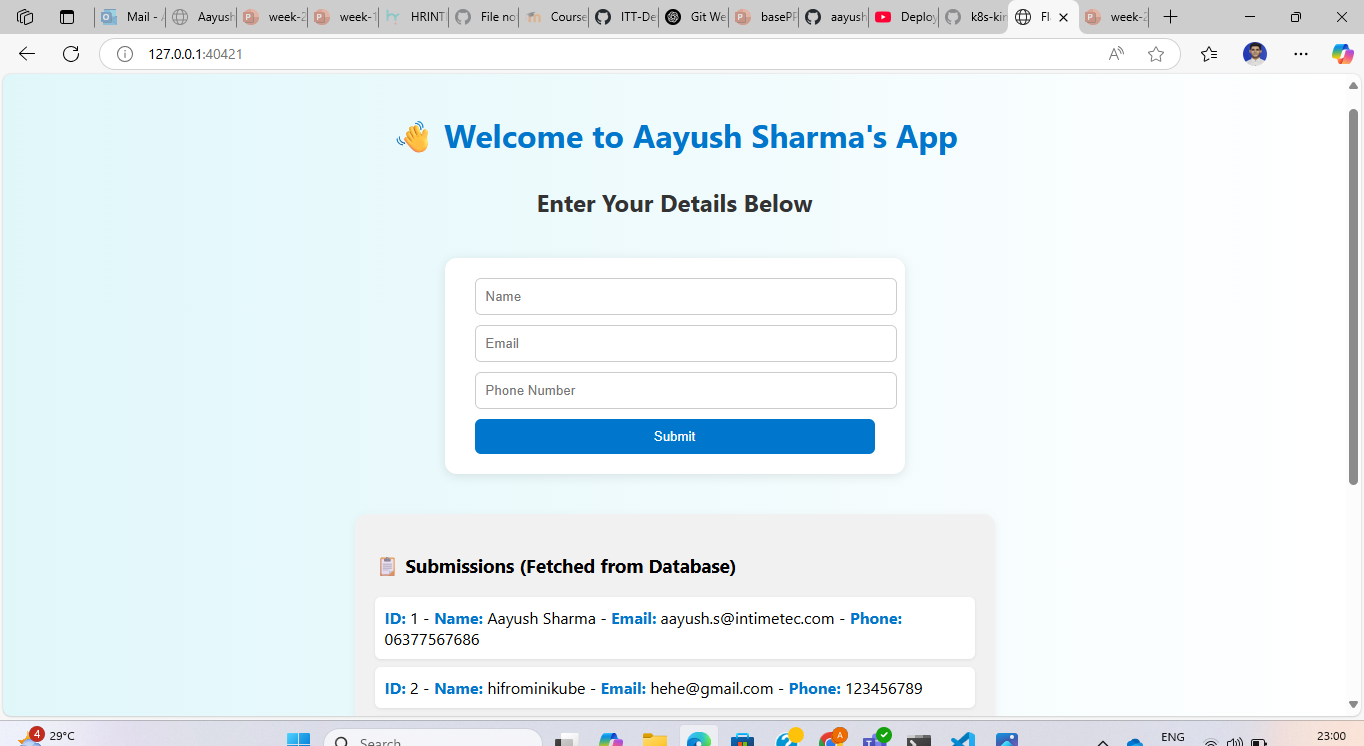 Mail - A
Aayush
week-2
week-1
HRINTI
File no
Course
ITT-De
Git We
basePP
aayush
Deploy
k8s-kin
Fl
week-2
127.0.0.1:40421
👋 Welcome to Aayush Sharma's App
Enter Your Details Below
Name
Email
Phone Number
Submit
📋 Submissions (Fetched from Database)
ID: 1 - Name: Aayush Sharma - Email: aayush.s@intimetec.com - Phone:
06377567686
ID: 2 - Name: hifrominikube - Email: hehe@gmail.com - Phone: 123456789
4
29°C
Search
A
ENG
23:00